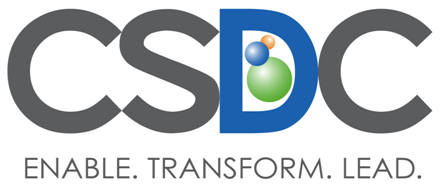 CSDC
ENABLE. TRANSFORM. LEAD.